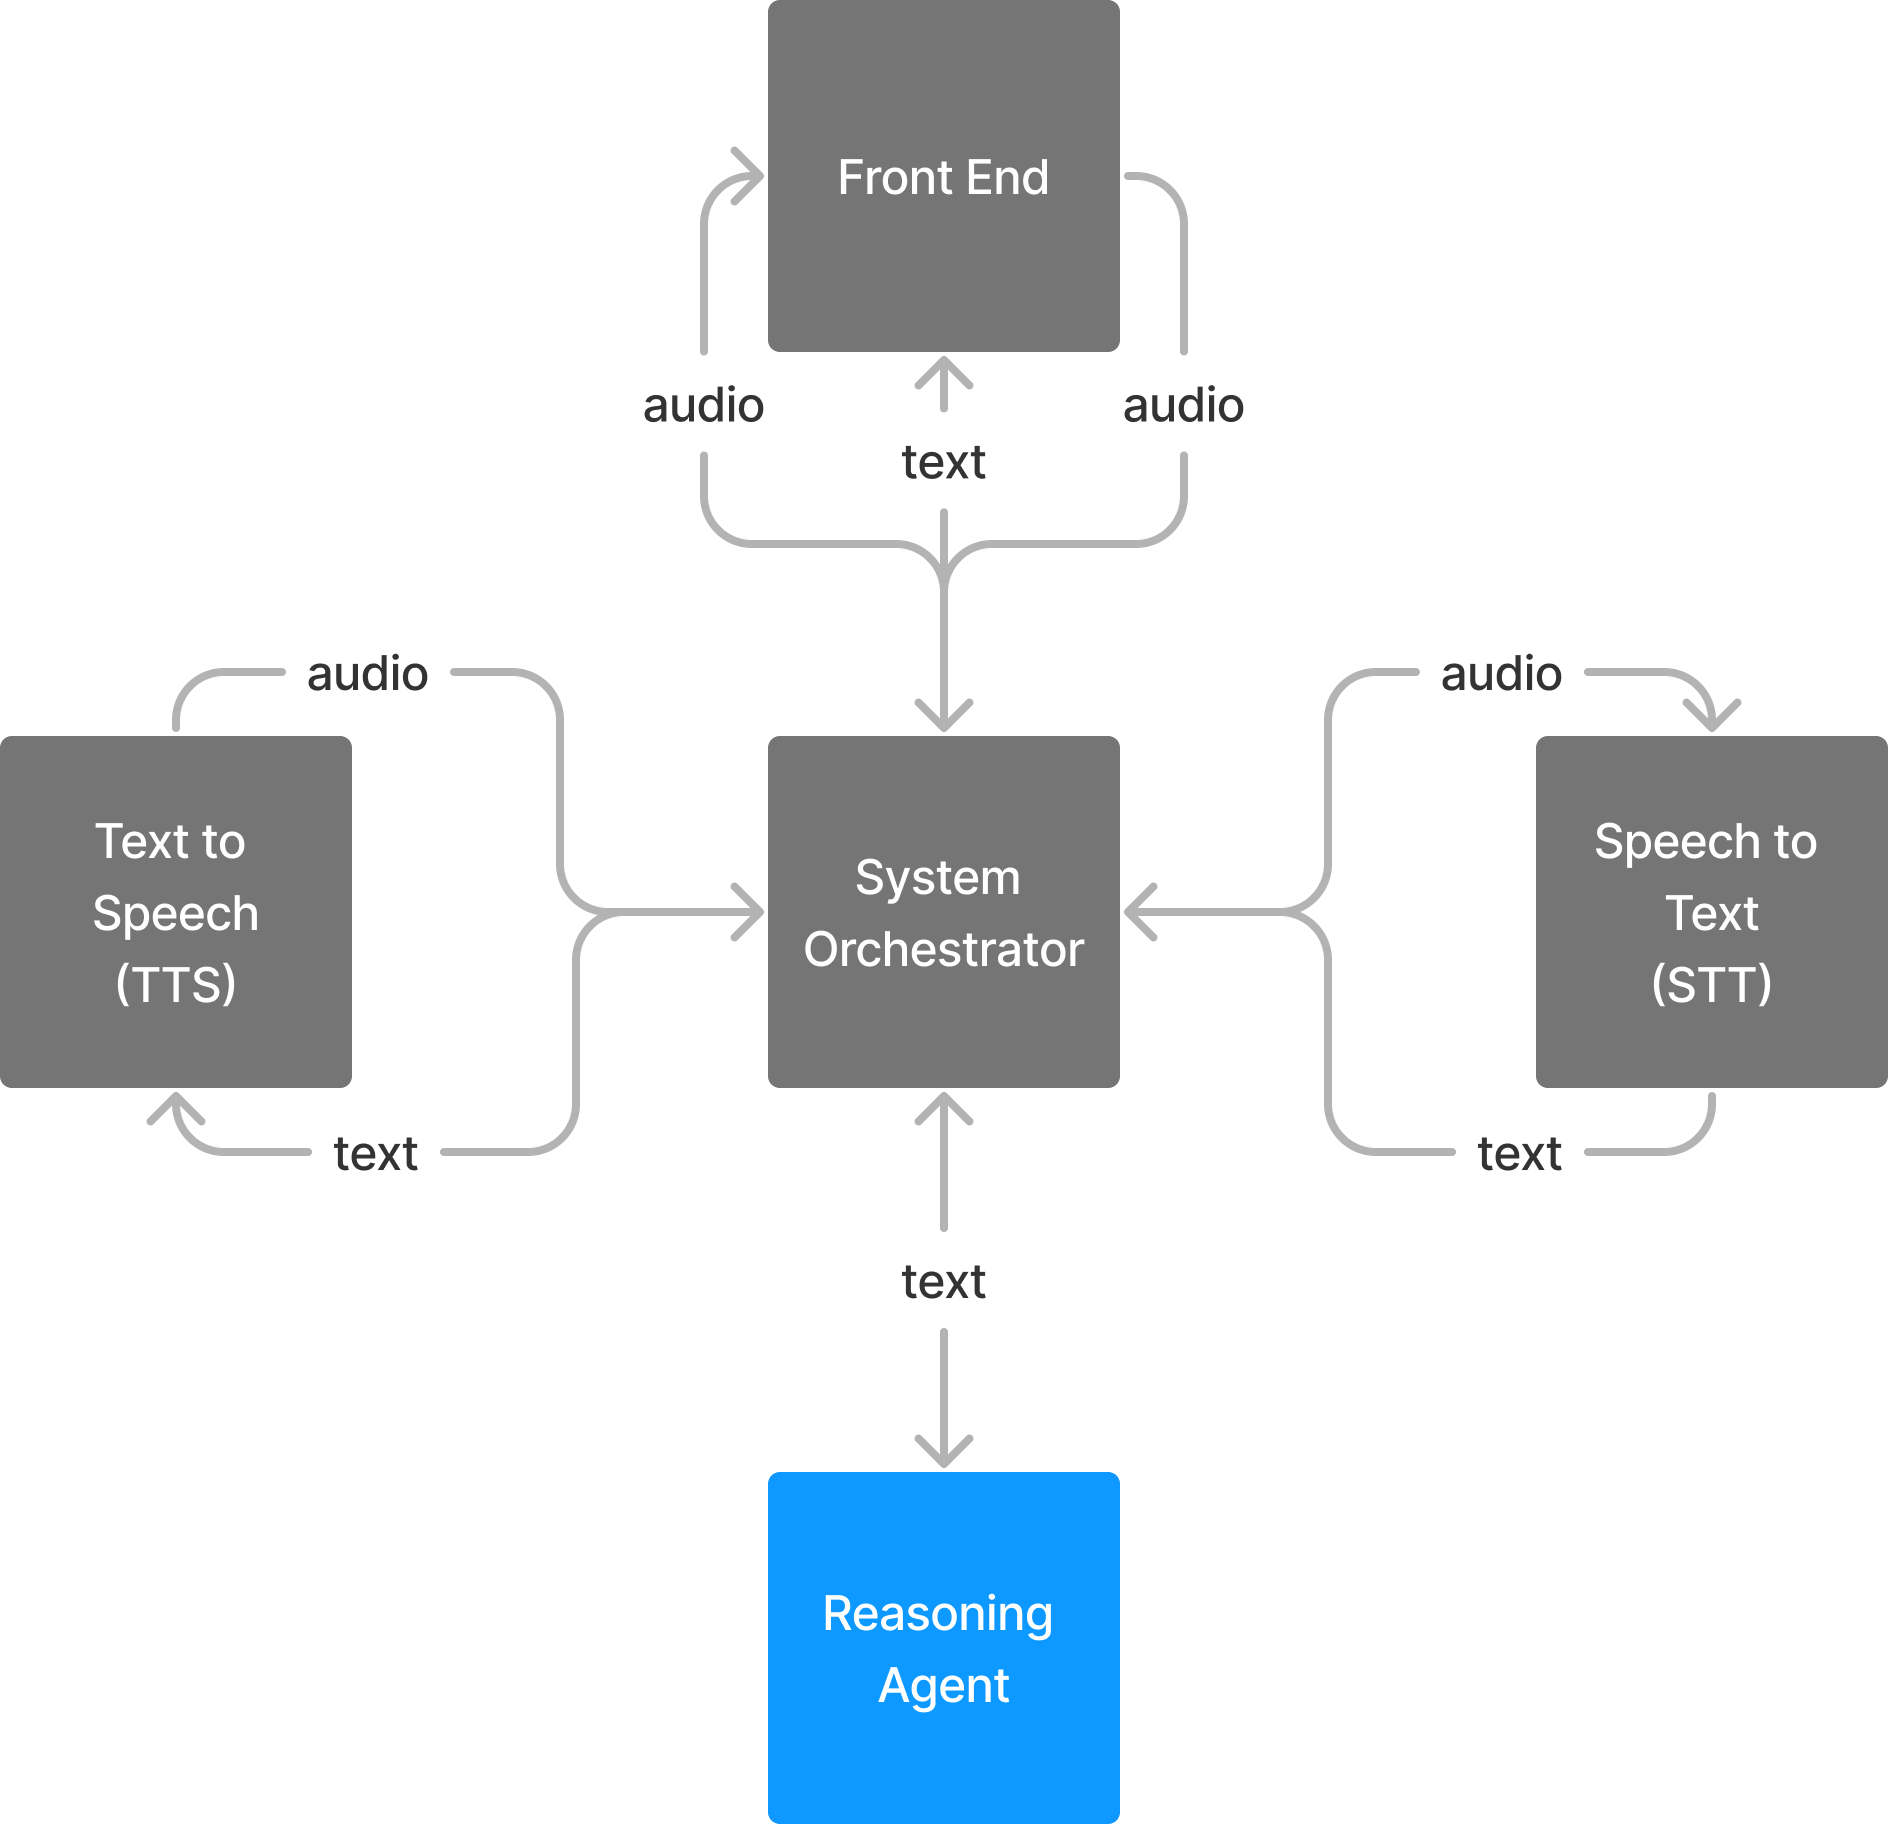 Front End
audio
audio
text
audio
audio
Text to
Speech
(TTS)
System
Orchestrator
Speech to
Text
(STT)
text
text
text
Reasoning
Agent